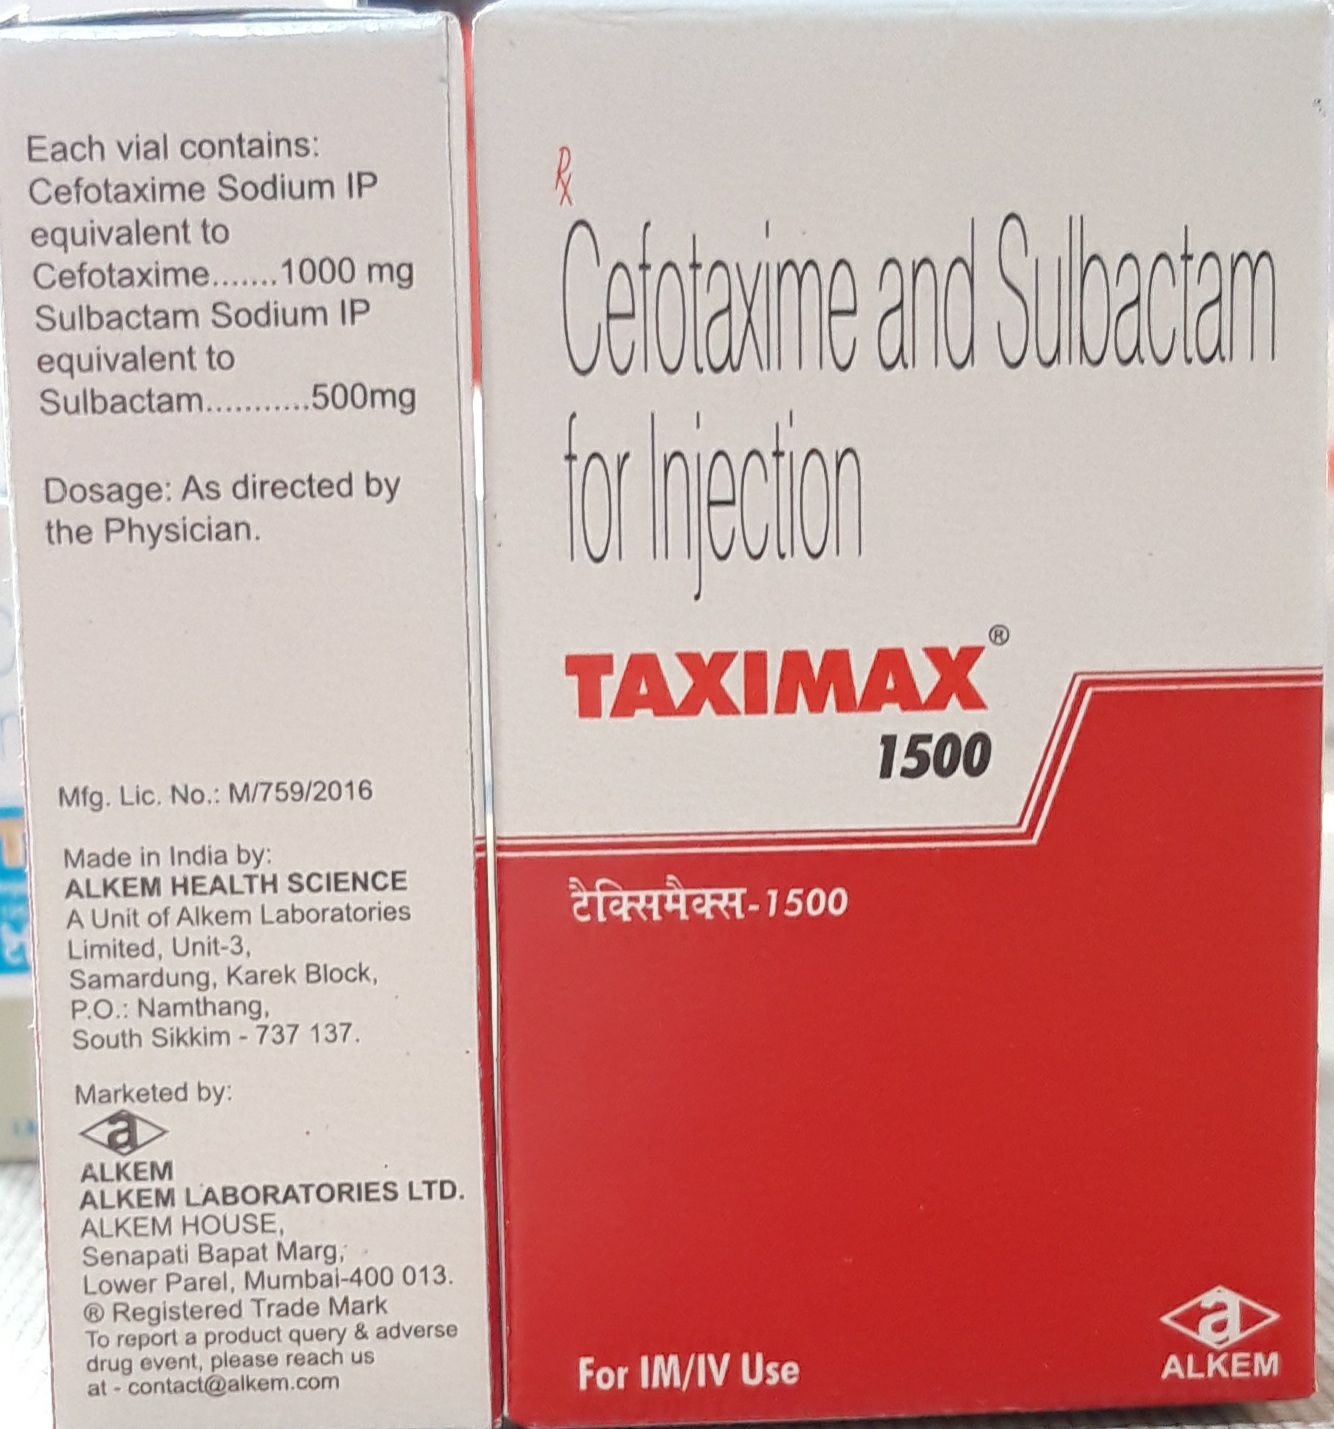 Each vial contains:
Cefotaxime Sodium IP
equivalent to
Cefotaxime.......1000 mg
Sulbactam Sodium IP
equivalent to
Sulbactam...........500mg
Dosage: As directed by
the Physician.
Mfg. Lic. No.: M/759/2016
Made in India by:
ALKEM HEALTH SCIENCE
A Unit of Alkem Laboratories
Limited, Unit-3,
Samardung, Karek Block,
P.O.: Namthang,
South Sikkim - 737 137.
Marketed by:
a
ALKEM
ALKEM LABORATORIES LTD.
ALKEM HOUSE,
Senapati Bapat Marg,
Lower Parel, Mumbai-400 013.
® Registered Trade Mark
To report a product query & adverse
drug event, please reach us
at - contact@alkem.com
Rx
Cefotaxime and Sulbactam
for Injection
TAXIMAX®
1500
टैक्सिमैक्स-1500
For IM/IV Use
a
ALKEM